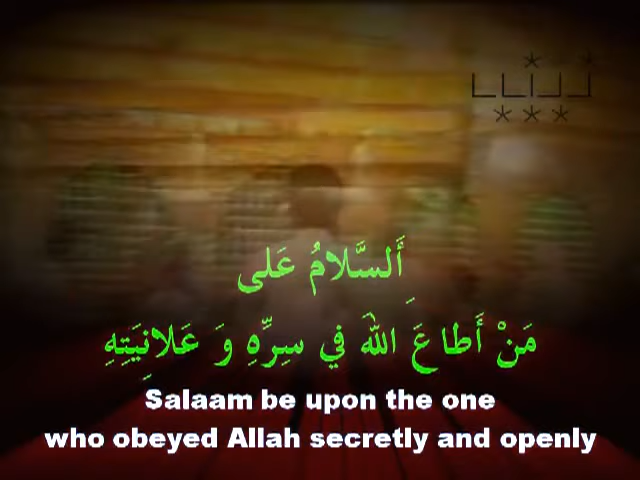 أَلسَّلامُ عَلى
مَنْ أَطاعَ اللهَ في سِرِّهِ وَ عَلانِيَتِهِ
Salaam be upon the one
who obeyed Allah secretly and openly